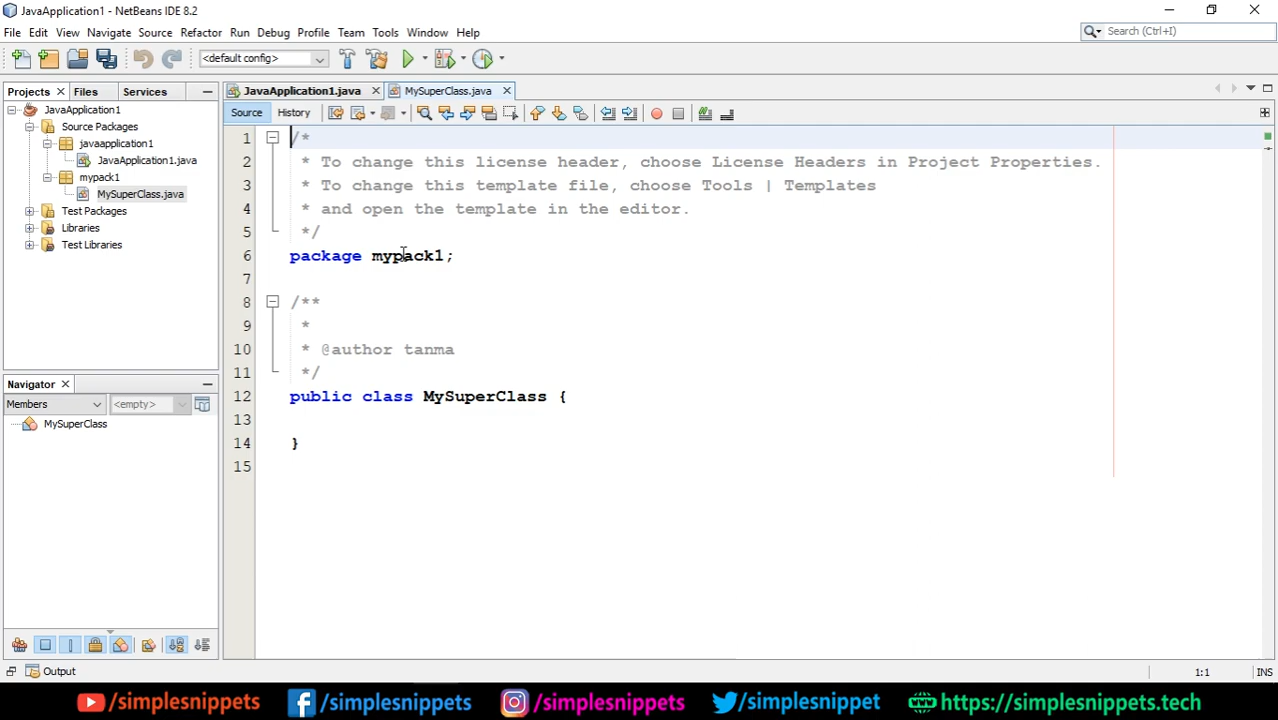 JavaApplication1 - NetBeans IDE 8.2
File Edit View Navigate Source Refactor Run Debug Profile Team Tools Window Help
Search (Ctrl+I)
<default config>
Projects Files Services
JavaApplication1
Source Packages
javaapplication1
JavaApplication1.java
mypack1
MySuperClass.java
Test Packages
Libraries
Test Libraries
Navigator
Members <empty>
MySuperClass
JavaApplication1.java MySuperClass.java
Source History
1 /*
2 * To change this license header, choose License Headers in Project Properties.
3 * To change this template file, choose Tools | Templates
4 * and open the template in the editor.
5 */
6 package mypack1;
7
8 /**
9 *
10 * @author tanma
11 */
12 public class MySuperClass {
13
14 }
15
Output
1:1 INS
/simplesnippets /simplesnippets /simplesnippets /simplesnippets https://simplesnippets.tech